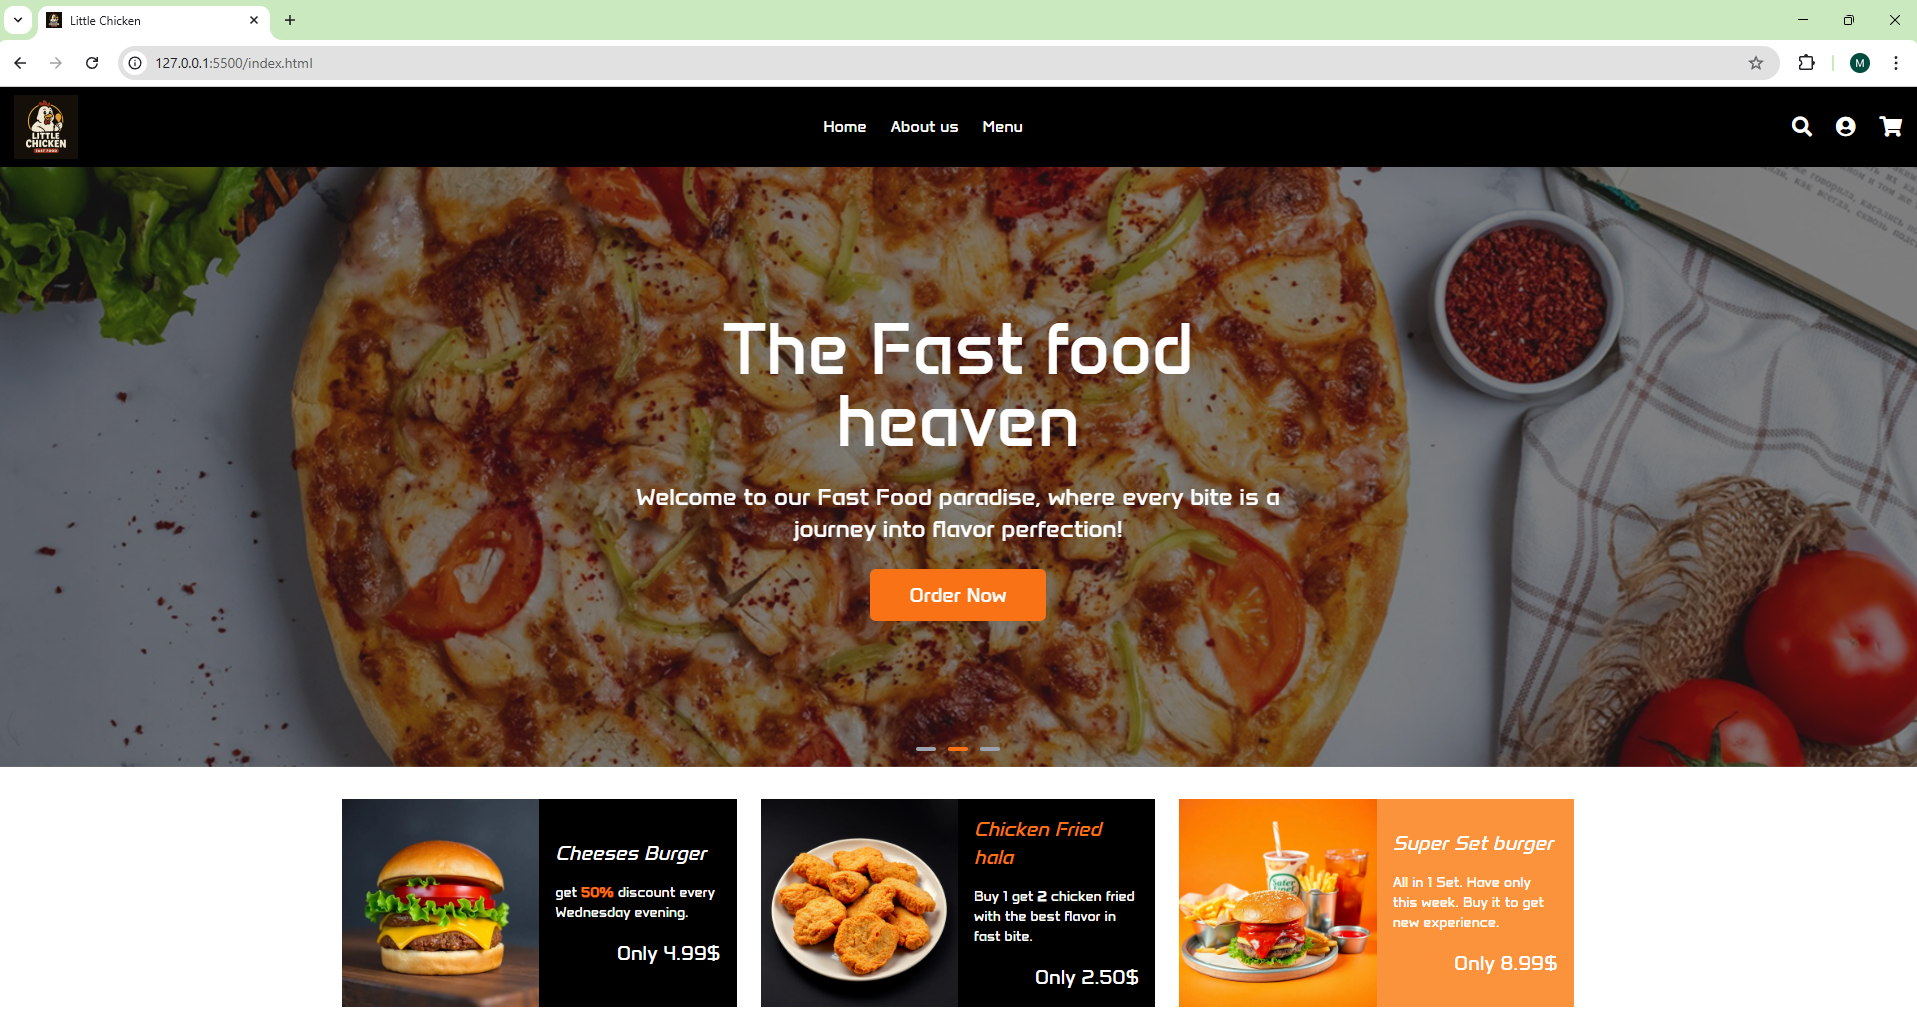 Little Chicken
127.0.0.1:5500/index.html
M
LITTLE
CHICKEN
FAST FOOD
Home About us Menu
The Fast food
heaven
Welcome to our Fast Food paradise, where every bite is a
journey into flavor perfection!
Order Now
Cheeses Burger
get 50% discount every
Wednesday evening.
Only 4.99$
Chicken Fried
hala
Buy 1 get 2 chicken fried
with the best flavor in
fast bite.
Only 2.50$
Super Set burger
All in 1 Set. Have only
this week. Buy it to get
new experience.
Only 8.99$